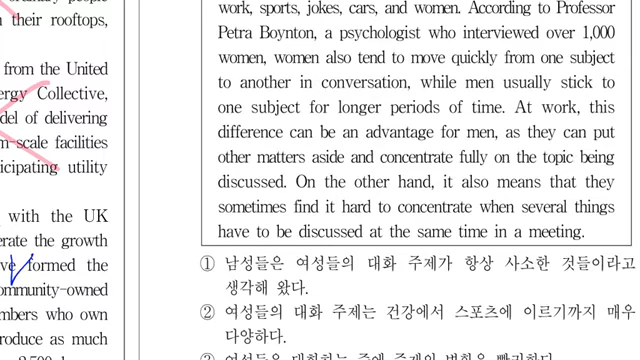 their rooftops,
from the United
ergy Collective,
del of delivering
m-scale facilities
icipating utility
with the UK
erate the growth
ve formed the
ommunity-owned
mbers who own
roduce as much
work, sports, jokes, cars, and women. According to Professor
Petra Boynton, a psychologist who interviewed over 1,000
women, women also tend to move quickly from one subject
to another in conversation, while men usually stick to
one subject for longer periods of time. At work, this
difference can be an advantage for men, as they can put
other matters aside and concentrate fully on the topic being
discussed. On the other hand, it also means that they
sometimes find it hard to concentrate when several things
have to be discussed at the same time in a meeting.
① 남성들은 여성들의 대화 주제가 항상 사소한 것들이라고
생각해 왔다.
② 여성들의 대화 주제는 건강에서 스포츠에 이르기까지 매우
다양하다.